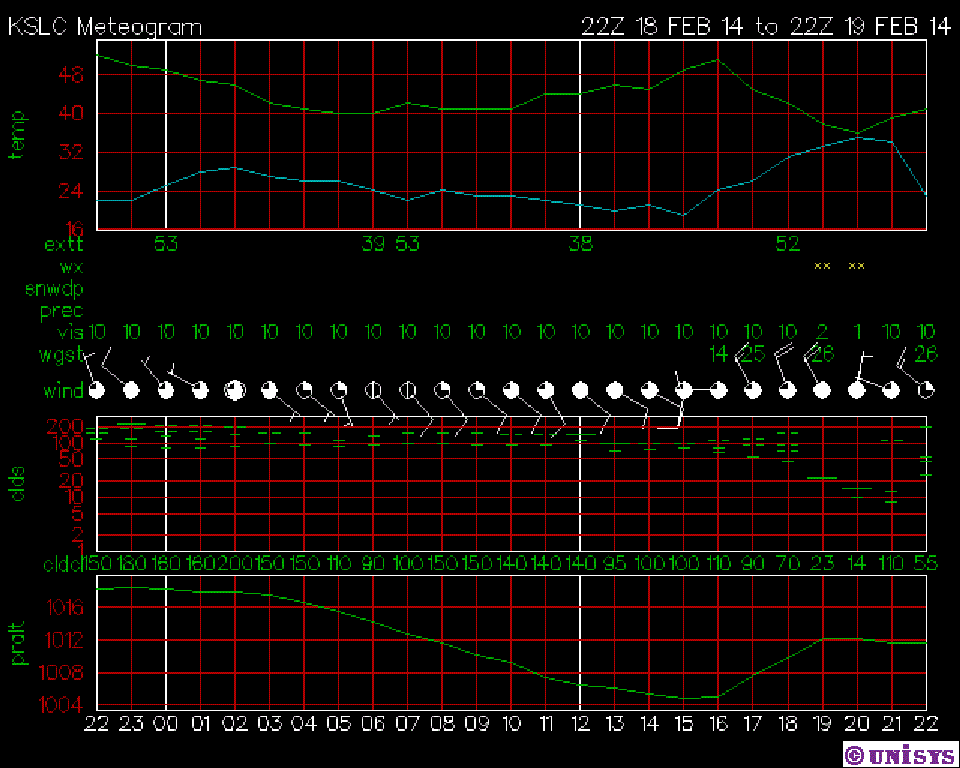 KSLC Meteogram 22Z 18 FEB 14 to 22Z 19 FEB 14
48
40
temp
32
24
16
extt 53 39 53 38 52
wx xx xx
snwdp
prec
vis 10 10 10 10 10 10 10 10 10 10 10 10 10 10 10 10 10 10 10 10 10 2 1 10 10
wgst 14 25 26 26
wind
200
100
50
clds
20
10
5
2
1
cldcl 150 180 160 160 200 150 150 110 90 100 150 150 140 140 140 95 100 100 110 90 70 23 14 110 55
1016
1012
pralt
1008
1004
22 23 00 01 02 03 04 05 06 07 08 09 10 11 12 13 14 15 16 17 18 19 20 21 22
© UNISYS